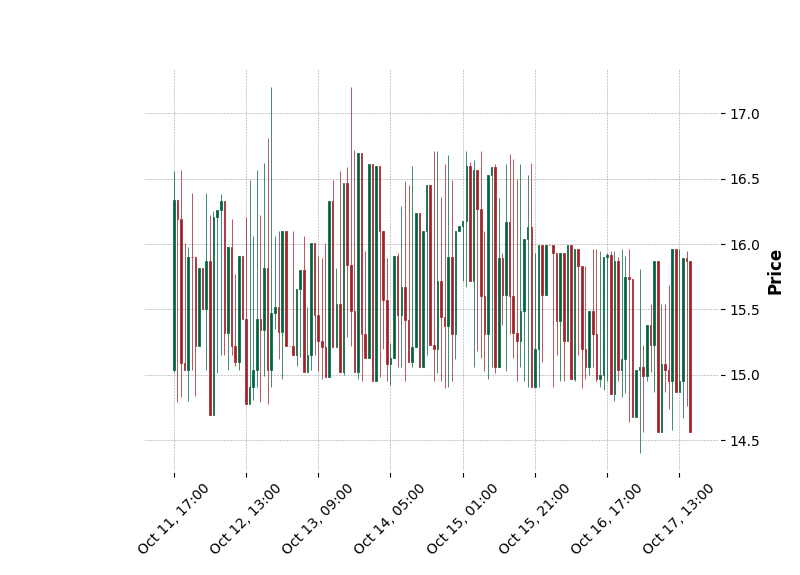 17.0
16.5
16.0
15.5
15.0
14.5
Price
Oct 11, 17:00
Oct 12, 13:00
Oct 13, 09:00
Oct 14, 05:00
Oct 15, 01:00
Oct 15, 21:00
Oct 16, 17:00
Oct 17, 13:00